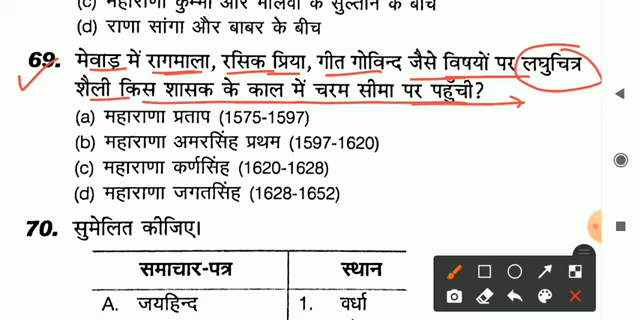 (c) महाराणा कुम्भा और मालवा के सुल्तान के बीच
(d) राणा सांगा और बाबर के बीच
69. मेवाड़ में रागमाला, रसिक प्रिया, गीत गोविन्द जैसे विषयों पर लघुचित्र
शैली किस शासक के काल में चरम सीमा पर पहुंची?
(a) महाराणा प्रताप (1575-1597)
(b) महाराणा अमरसिंह प्रथम (1597-1620)
(c) महाराणा कर्णसिंह (1620-1628)
(d) महाराणा जगतसिंह (1628-1652)
70. सुमेलित कीजिए।
समाचार-पत्र स्थान
A. जयहिन्द 1. वर्धा